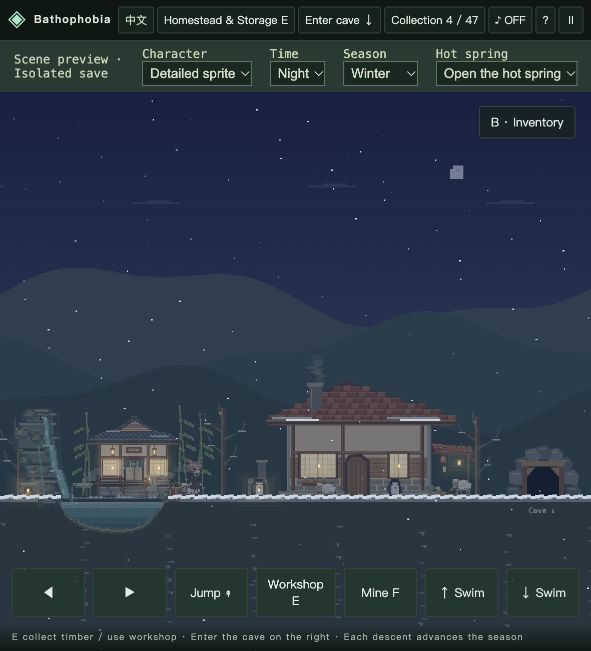 Bathophobia
中文
Homestead & Storage E
Enter cave ↓
Collection 4 / 47
♪ OFF
?
II
Scene preview ·
Isolated save
Character
Detailed sprite
Time
Night
Season
Winter
Hot spring
Open the hot spring
B · Inventory
Cave ↓
◀
▶
Jump ↟
Workshop
E
Mine F
↑ Swim
↓ Swim
E collect timber / use workshop · Enter the cave on the right · Each descent advances the season